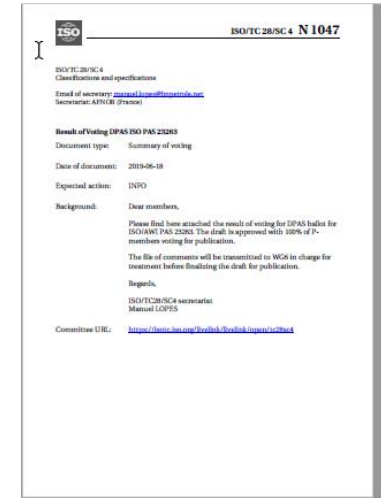 ISO
ISO/TC 28/SC 4 N 1047
ISO/TC 28/SC 4
Classifications and specifications
Email of secretary: manuel.lopes@bnpetrole.net
Secretariat: AFNOR (France)
Result of Voting DPAS ISO PAS 23263
Document type: Summary of voting
Date of document: 2019-06-18
Expected action: INFO
Background: Dear members,
Please find here attached the result of voting for DPAS ballot for
ISO/AWI PAS 23263. The draft is approved with 100% of P-
members voting for publication.
The file of comments will be transmitted to WG6 in charge for
treatment before finalizing the draft for publication.
Regards,
ISO/TC28/SC4 secretariat
Manuel LOPES
Committee URL: https://isotc.iso.org/livelink/livelink/open/tc28sc4